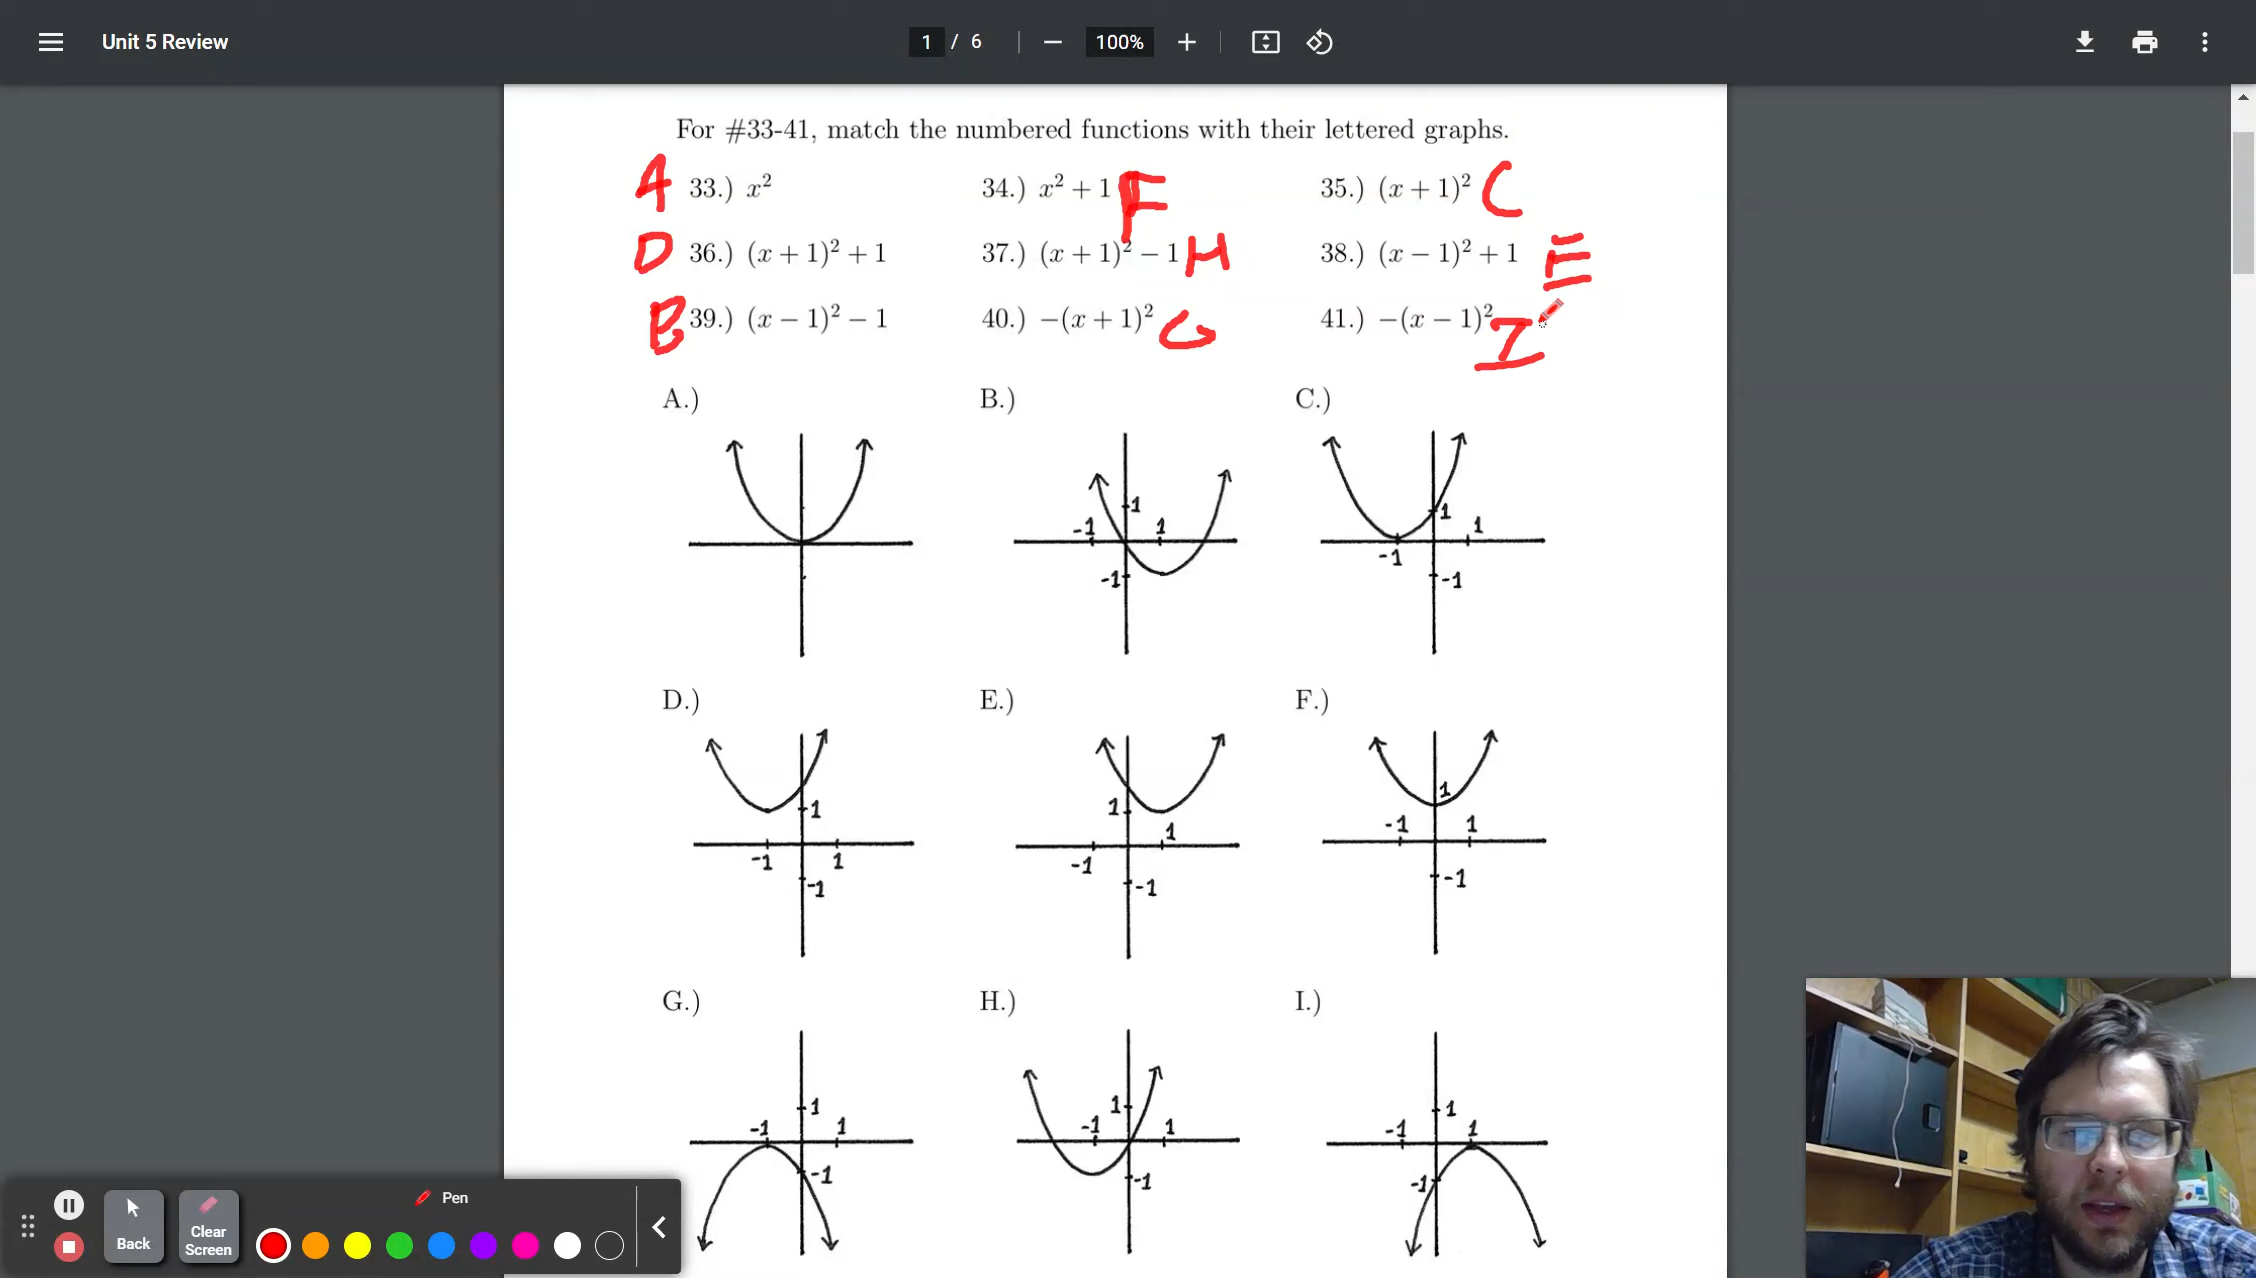 Unit 5 Review
1 / 6
100%
For #33-41, match the numbered functions with their lettered graphs.
A 33.) x² 34.) x² + 1 F 35.) (x + 1)² C
D 36.) (x + 1)² + 1 37.) (x + 1)² − 1 H 38.) (x − 1)² + 1 E
B 39.) (x − 1)² − 1 40.) −(x + 1)² G 41.) −(x − 1)² I
A.) B.) C.)
1 1
-1 1 1
-1
-1 -1
D.) E.) F.)
1
1 1
1 -1 1
-1 1 -1
-1 -1 -1
G.) H.) I.)
1 1 1
-1 1 -1 1 -1 1
-1 -1 -1
Pen
Back
Clear
Screen